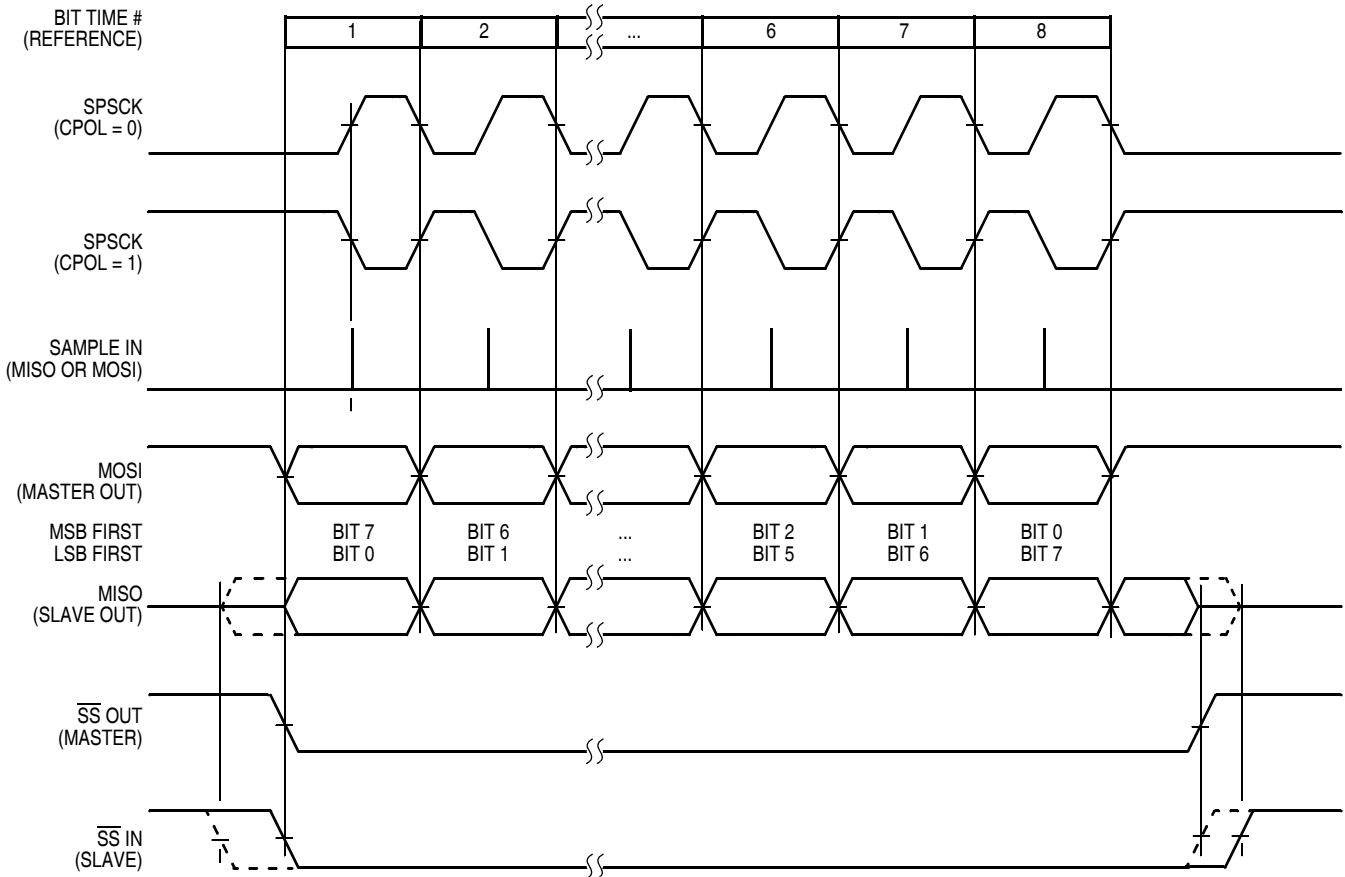 BIT TIME #
(REFERENCE)
1 2 ... 6 7 8
SPSCK
(CPOL = 0)
SPSCK
(CPOL = 1)
SAMPLE IN
(MISO OR MOSI)
MOSI
(MASTER OUT)
MSB FIRST BIT 7 BIT 6 ... BIT 2 BIT 1 BIT 0
LSB FIRST BIT 0 BIT 1 ... BIT 5 BIT 6 BIT 7
MISO
(SLAVE OUT)
SS OUT
(MASTER)
SS IN
(SLAVE)